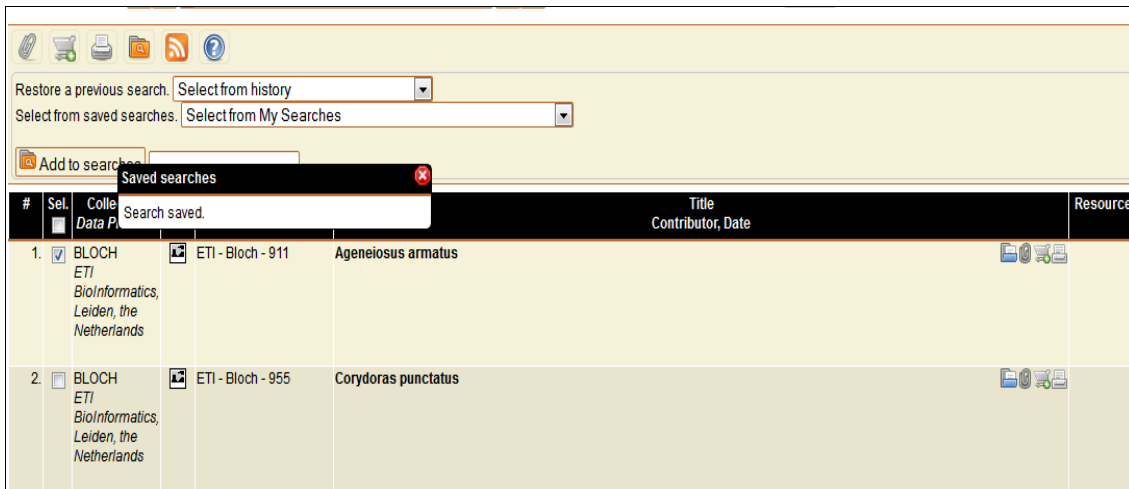 Restore a previous search. Select from history
Select from saved searches. Select from My Searches
Add to searches
Saved searches
Search saved.
# Sel. Title Resource
Contributor, Date
1. BLOCH ETI - Bloch - 911 Ageneiosus armatus
ETI
BioInformatics,
Leiden, the
Netherlands
2. BLOCH ETI - Bloch - 955 Corydoras punctatus
ETI
BioInformatics,
Leiden, the
Netherlands